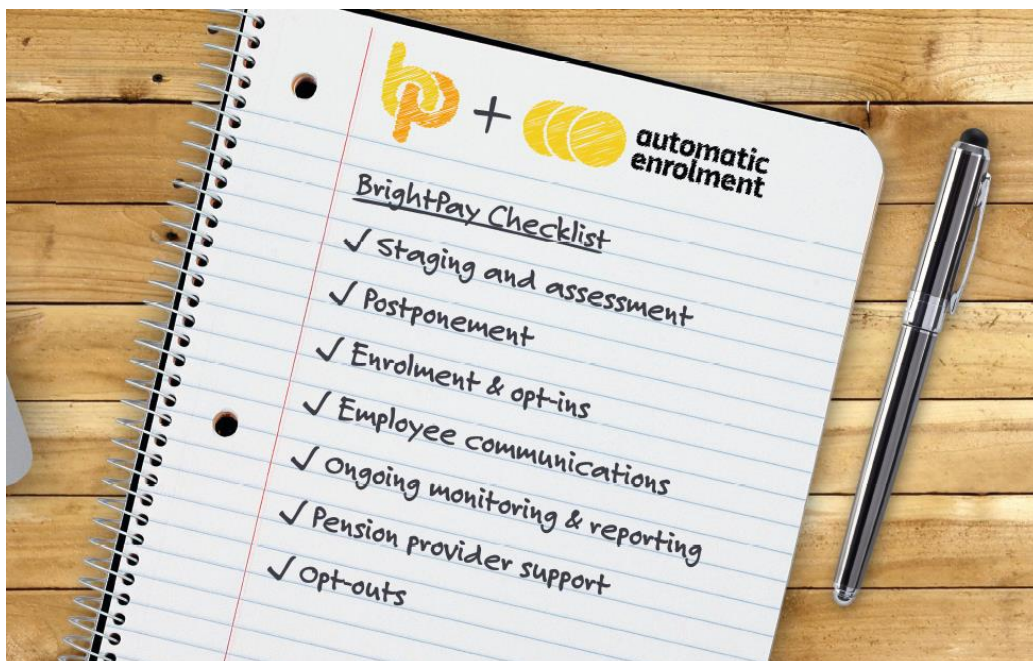 bp + automatic
enrolment
BrightPay Checklist
✓ Staging and assessment
✓ Postponement
✓ Enrolment & opt-ins
✓ Employee communications
✓ Ongoing monitoring & reporting
✓ Pension provider support
✓ Opt-outs